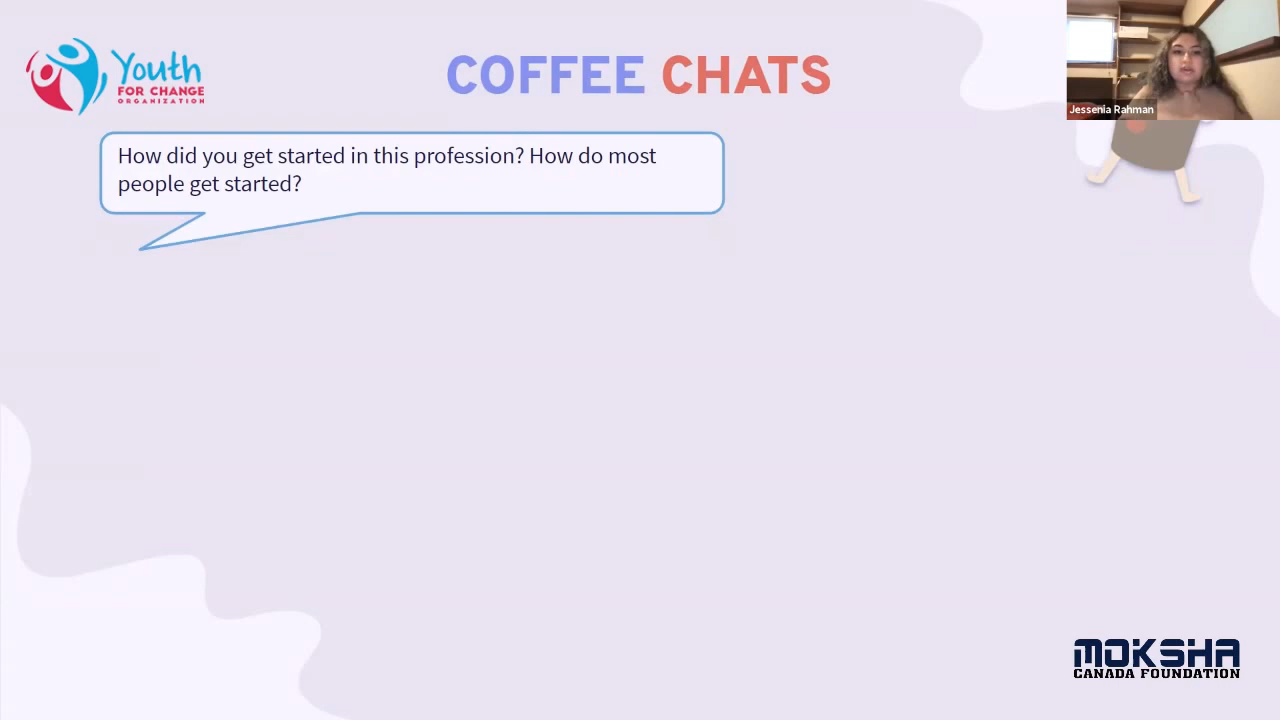 Youth
FOR CHANGE
ORGANIZATION
COFFEE CHATS
Jessenia Rahman
How did you get started in this profession? How do most
people get started?
MOKSHA
CANADA FOUNDATION